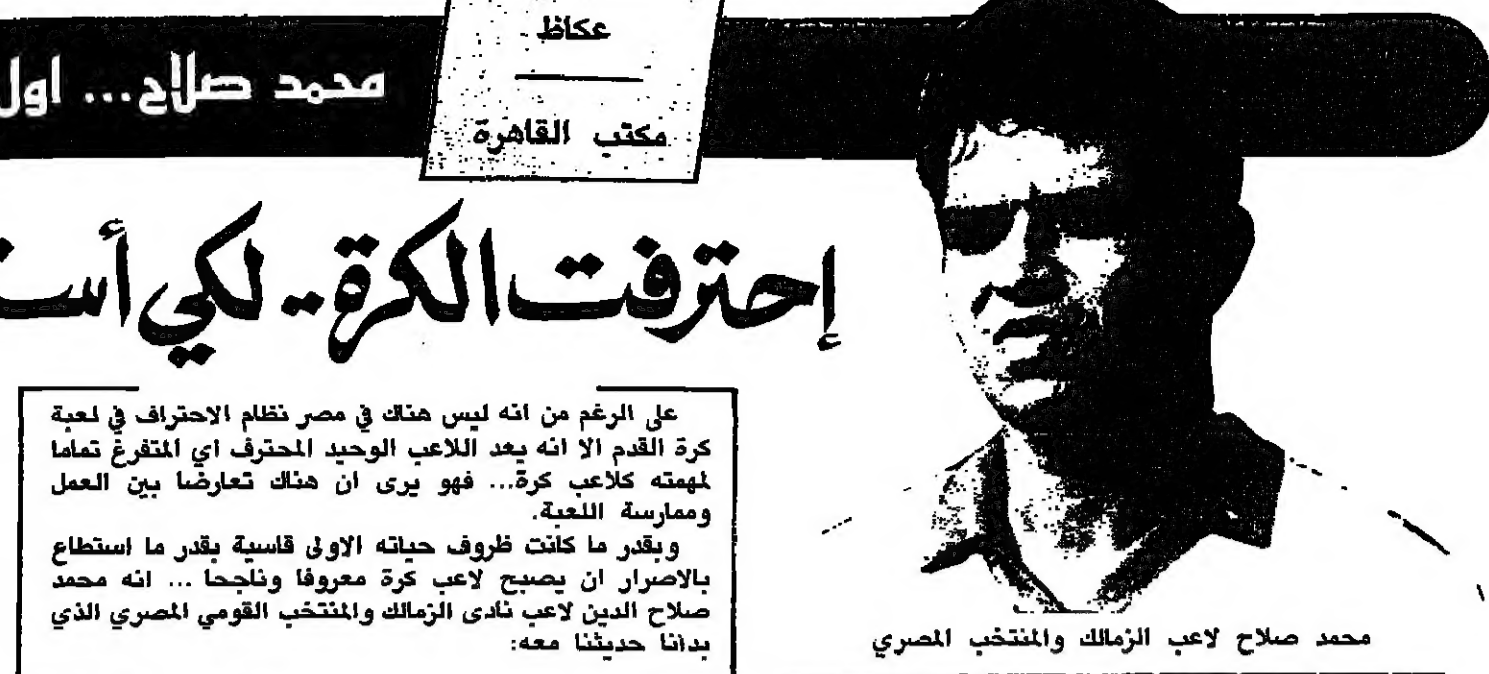 عكاظ
مكتب القاهرة
محمد صلاح... اول
إحترفت الكرة.. لكي
على الرغم من انه ليس هناك في مصر نظام الاحتراف في لعبة
كرة القدم الا انه يعد اللاعب الوحيد المحترف اي المتفرغ تماما
لمهمته كلاعب كرة... فهو يرى ان هناك تعارضا بين العمل
وممارسة اللعبة.
وبقدر ما كانت ظروف حياته الاولى قاسية بقدر ما استطاع
بالاصرار ان يصبح لاعب كرة معروفا وناجحا ... انه محمد
صلاح الدين لاعب نادى الزمالك والمنتخب القومي المصري الذي
بدانا حديثنا معه:
محمد صلاح لاعب الزمالك والمنتخب المصري